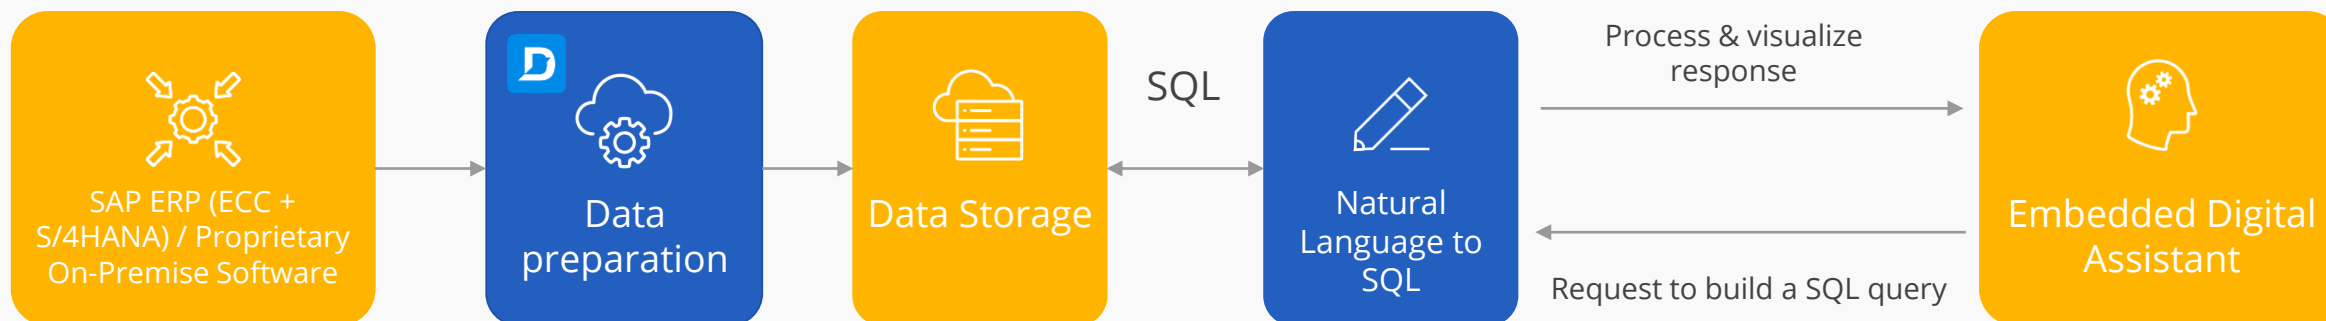 SAP ERP (ECC +
S/4HANA) / Proprietary
On-Premise Software
D
Data
preparation
Data Storage
SQL
Natural
Language to
SQL
Process & visualize
response
Request to build a SQL query
Embedded Digital
Assistant